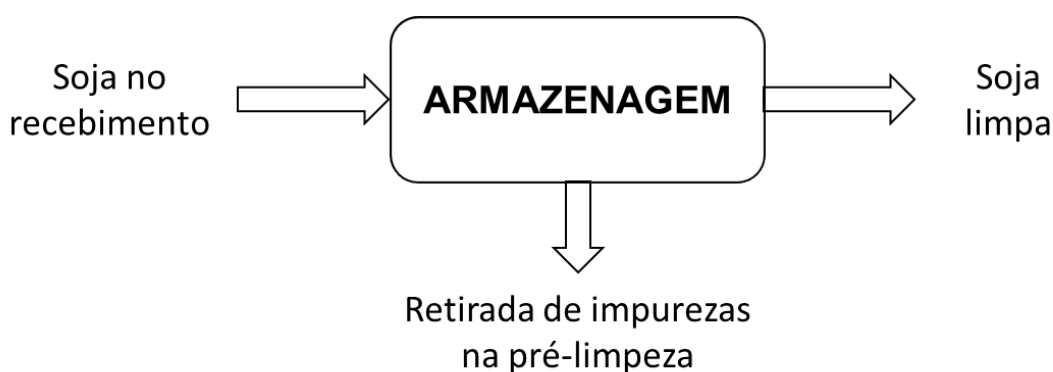 Soja no
recebimento
ARMAZENAGEM
Soja
limpa
Retirada de impurezas
na pré-limpeza